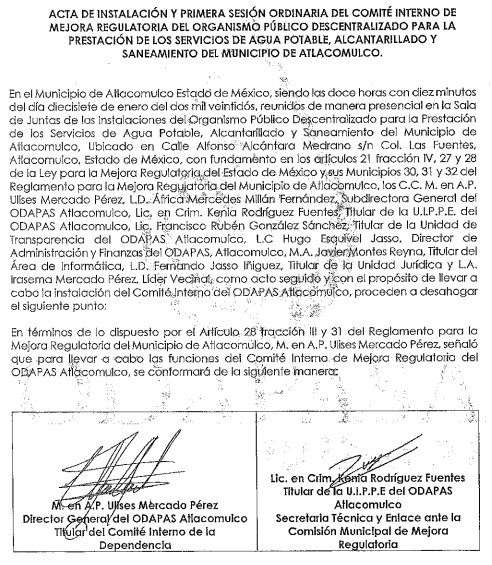 ACTA DE INSTALACIÓN Y PRIMERA SESIÓN ORDINARIA DEL COMITÉ INTERNO DE
MEJORA REGULATORIA DEL ORGANISMO PÚBLICO DESCENTRALIZADO PARA LA
PRESTACIÓN DE LOS SERVICIOS DE AGUA POTABLE, ALCANTARILLADO Y
SANEAMIENTO DEL MUNICIPIO DE ATLACOMULCO.
En el Municipio de Atlacomulco Estado de México, siendo las doce horas con diez minutos
del día diecisiete de enero del dos mil veintidós, reunidos de manera presencial en la Sala
de Juntas de las Instalaciones del Organismo Público Descentralizado para la Prestación
de los Servicios de Agua Potable, Alcantarillado y Saneamiento del Municipio de
Atlacomulco, Ubicado en Calle Alfonso Alcántara Medrano s/n Col. Las Fuentes,
Atlacomulco, Estado de México, con fundamento en los artículos 21 fracción IV, 27 y 28
de la Ley para la Mejora Regulatoria del Estado de México y sus Municipios 30, 31 y 32 del
Reglamento para la Mejora Regulatoria del Municipio de Atlacomulco, los C.C. M. en A.P.
Ulises Mercado Pérez, L.D. África Mercedes Millán Fernández, Subdirectora General del
ODAPAS Atlacomulco, Lic. en Crim. Kenia Rodríguez Fuentes, Titular de la U.I.P.P.E. del
ODAPAS Atlacomulco, Lic. Francisco Rubén González Sánchez, Titular de la Unidad de
Transparencia del ODAPAS Atlacomulco, L.C Hugo Esquivel Jasso, Director de
Administración y Finanzas del ODAPAS Atlacomulco, M.A. Javier Montes Reyna, Titular del
Área de Informática, L.D. Fernando Jasso Iñiguez, Titular de la Unidad Jurídica y L.A.
Irasema Mercado Pérez, Líder Vecinal, como acto seguido y con el propósito de llevar a
cabo la instalación del Comité Interno del ODAPAS Atlacomulco, proceden a desahogar
el siguiente punto:
En términos de lo dispuesto por el Artículo 28 fracción III y 31 del Reglamento para la
Mejora Regulatoria del Municipio de Atlacomulco, M. en A.P. Ulises Mercado Pérez, señaló
que para llevar a cabo las funciones del Comité Interno de Mejora Regulatoria del
ODAPAS Atlacomulco, se conformará de la siguiente manera:
M. en A.P. Ulises Mercado Pérez
Director General del ODAPAS Atlacomulco
Titular del Comité Interno de la
Dependencia
Lic. en Crim. Kenia Rodríguez Fuentes
Titular de la U.I.P.P.E del ODAPAS
Atlacomulco
Secretaria Técnica y Enlace ante la
Comisión Municipal de Mejora
Regulatoria